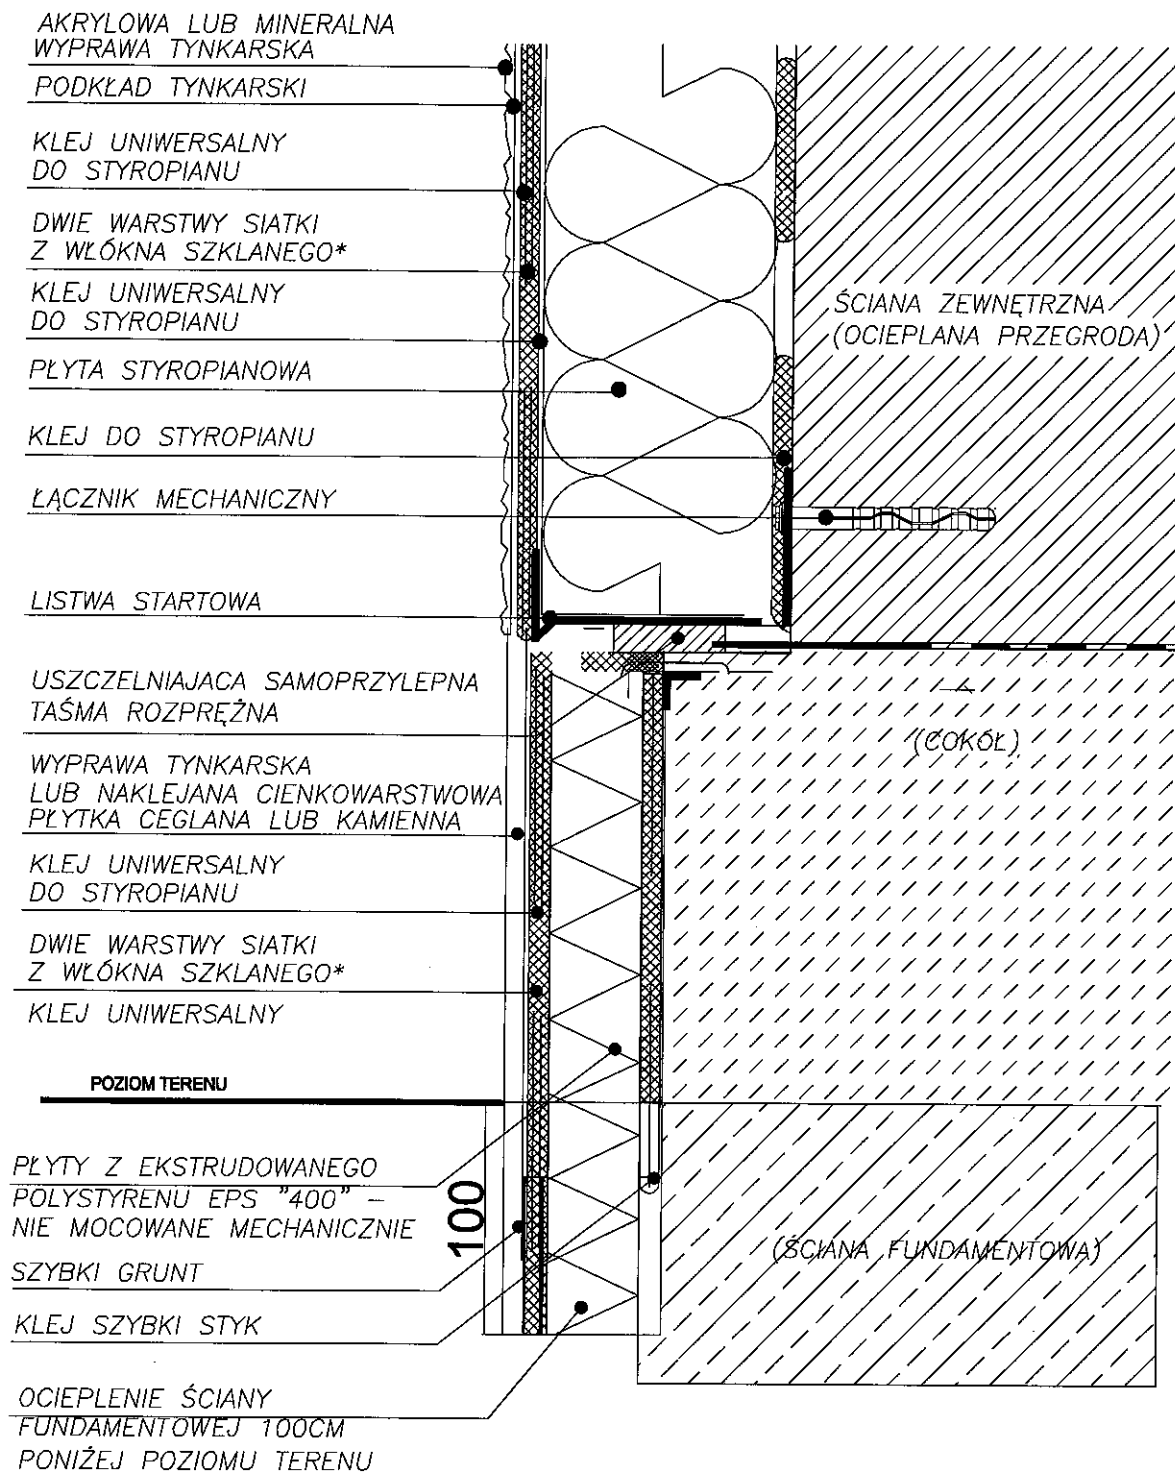 AKRYLOWA LUB MINERALNA
WYPRAWA TYNKARSKA
PODKŁAD TYNKARSKI
KLEJ UNIWERSALNY
DO STYROPIANU
DWIE WARSTWY SIATKI
Z WŁÓKNA SZKLANEGO*
KLEJ UNIWERSALNY
DO STYROPIANU
PŁYTA STYROPIANOWA
KLEJ DO STYROPIANU
ŁĄCZNIK MECHANICZNY
LISTWA STARTOWA
USZCZELNIAJACA SAMOPRZYLEPNA
TAŚMA ROZPRĘŻNA
WYPRAWA TYNKARSKA
LUB NAKLEJANA CIENKOWARSTWOWA
PŁYTKA CEGLANA LUB KAMIENNA
KLEJ UNIWERSALNY
DO STYROPIANU
DWIE WARSTWY SIATKI
Z WŁÓKNA SZKLANEGO*
KLEJ UNIWERSALNY
POZIOM TERENU
PŁYTY Z EKSTRUDOWANEGO
POLYSTYRENU EPS "400" –
NIE MOCOWANE MECHANICZNIE
SZYBKI GRUNT
KLEJ SZYBKI STYK
OCIEPLENIE ŚCIANY
FUNDAMENTOWEJ 100CM
PONIŻEJ POZIOMU TERENU
100
ŚCIANA ZEWNĘTRZNA
(OCIEPLANA PRZEGRODA)
(COKÓŁ)
(ŚCIANA FUNDAMENTOWA)